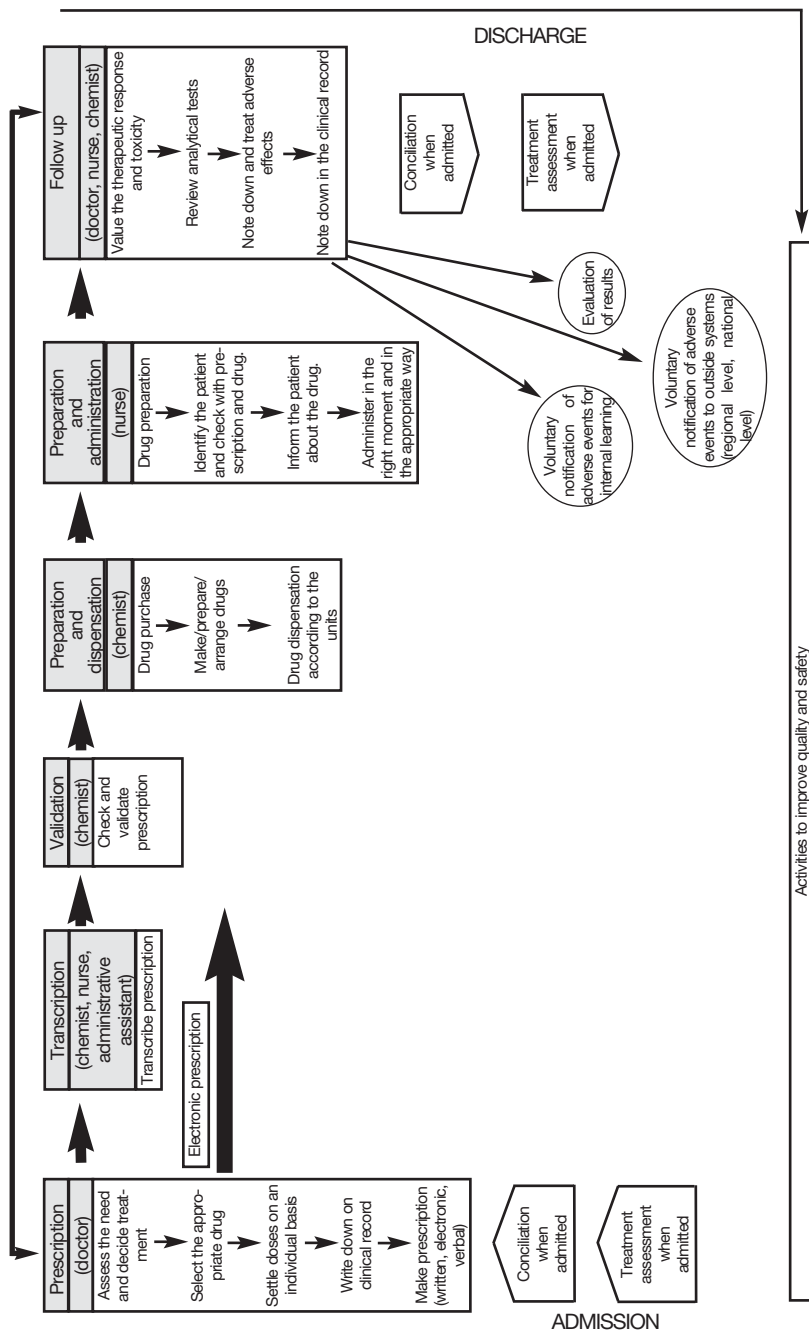 Prescription
(doctor)
Assess the need
and decide treat-
ment
Select the appro-
priate drug
Settle doses on an
individual basis
Write down on
clinical record
Make prescription
(written, electronic,
verbal)
Conciliation
when
admitted
Treatment
assessment
when
admitted
ADMISSION
Transcription
(chemist, nurse,
administrative
assistant)
Transcribe prescription
Electronic prescription
Validation
(chemist)
Check and
validate
prescription
Preparation
and
dispensation
(chemist)
Drug purchase
Make/prepare/
arrange drugs
Drug dispensation
according to the
units
Preparation
and
administration
(nurse)
Drug preparation
Identify the patient
and check with pre-
scription and drug.
Inform the patient
about the drug.
Administer in the
right moment and in
the appropriate way
Follow up
(doctor, nurse, chemist)
Value the therapeutic response
and toxicity
Review analytical tests
Note down and treat adverse
effects
Note down in the clinical record
Conciliation
when
admitted
Treatment
assessment
when
admitted
DISCHARGE
Voluntary
notification of
adverse events for
internal learning.
Evaluation
of results
Voluntary
notification of adverse
events to outside systems
(regional level, national
level)
Activities to improve quality and safety